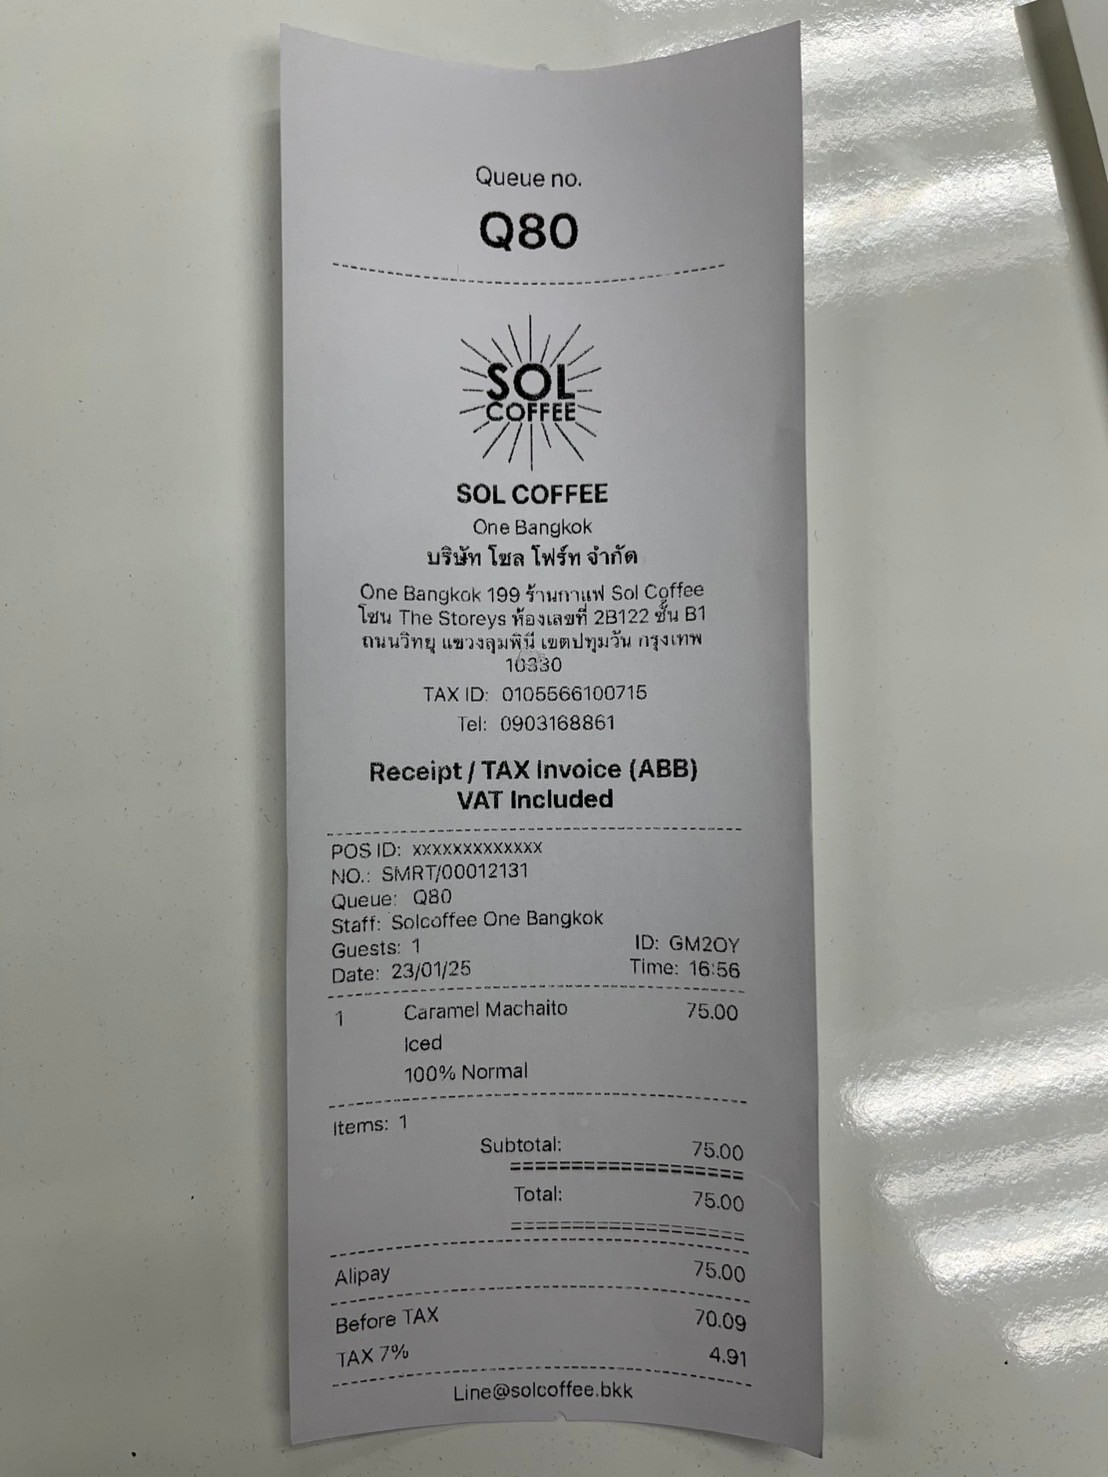 Queue no.
Q80
SOL
COFFEE
SOL COFFEE
One Bangkok
บริษัท โซล โฟร์ท จำกัด
One Bangkok 199 ร้านกาแฟ Sol Coffee
โซน The Storeys ห้องเลขที่ 2B122 ชั้น B1
ถนนวิทยุ แขวงลุมพินี เขตปทุมวัน กรุงเทพ
10330
TAX ID: 0105566100715
Tel: 0903168861
Receipt / TAX Invoice (ABB)
VAT Included
POS ID: xxxxxxxxxxxxx
NO.: SMRT/00012131
Queue: Q80
Staff: Solcoffee One Bangkok
Guests: 1 ID: GM2OY
Date: 23/01/25 Time: 16:56
1 Caramel Machaito 75.00
Iced
100% Normal
Items: 1
Subtotal: 75.00
Total: 75.00
Alipay 75.00
Before TAX 70.09
TAX 7% 4.91
Line@solcoffee.bkk